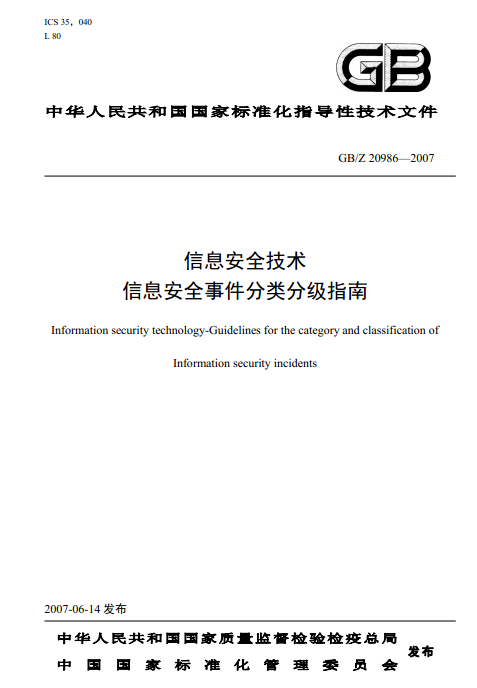 ICS 35，040
L 80
GB
中华人民共和国国家标准化指导性技术文件
GB/Z 20986—2007
信息安全技术
信息安全事件分类分级指南
Information security technology-Guidelines for the category and classification of
Information security incidents
2007-06-14 发布
中华人民共和国国家质量监督检验检疫总局
中国国家标准化管理委员会
发布